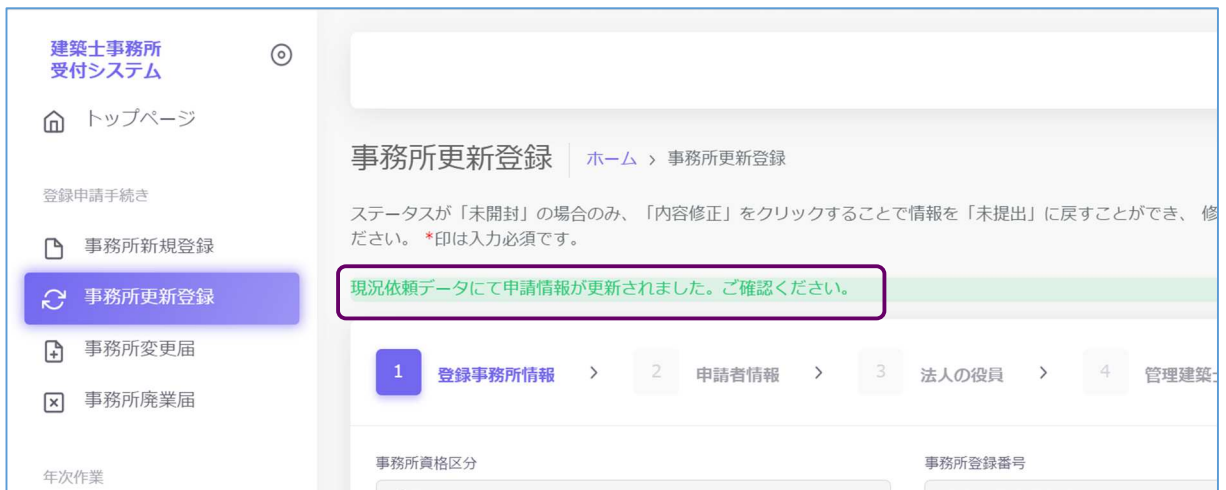 建築士事務所
受付システム
トップページ
登録申請手続き
事務所新規登録
事務所更新登録
事務所変更届
事務所廃業届
年次作業
事務所更新登録
ホーム > 事務所更新登録
ステータスが「未開封」の場合のみ、「内容修正」をクリックすることで情報を「未提出」に戻すことができ、 修
ださい。 *印は入力必須です。
現況依頼データにて申請情報が更新されました。ご確認ください。
1 登録事務所情報 > 2 申請者情報 > 3 法人の役員 > 4 管理建築
事務所資格区分
事務所登録番号